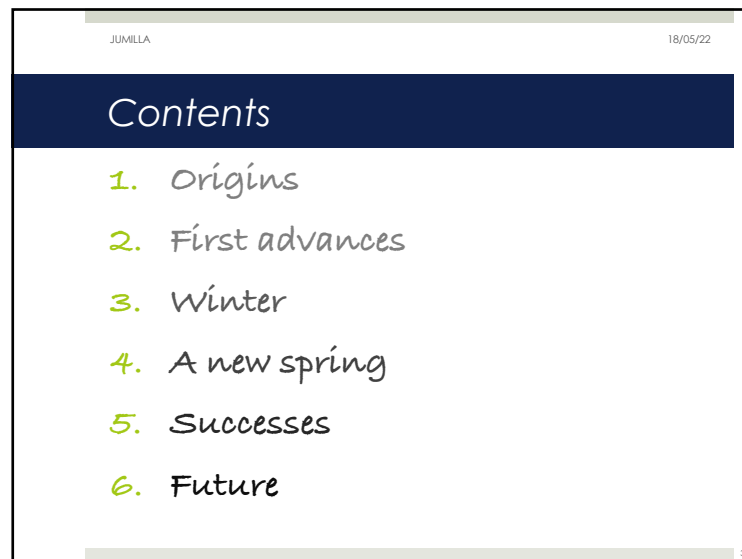 JUMILLA 18/05/22
Contents
1. Origins
2. First advances
3. Winter
4. A new spring
5. Successes
6. Future